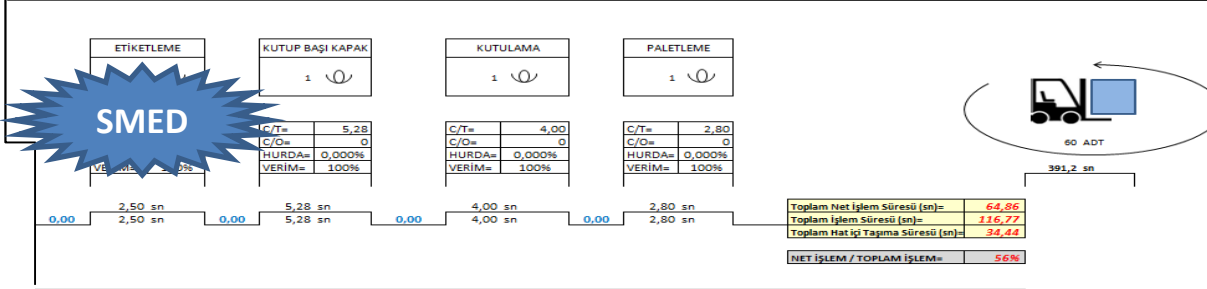 ETİKETLEME KUTUP BAŞI KAPAK KUTULAMA PALETLEME
1 1 1
SMED
C/T= 5,28 C/T= 4,00 C/T= 2,80
C/O= 0 C/O= 0 C/O= 0
HURDA= 0,000% HURDA= 0,000% HURDA= 0,000%
VERİM= 100% VERİM= 100% VERİM= 100% VERİM= 100%
60 ADT
391,2 sn
2,50 sn 5,28 sn 4,00 sn 2,80 sn
0,00 2,50 sn 0,00 5,28 sn 0,00 4,00 sn 0,00 2,80 sn
Toplam Net İşlem Süresi (sn)= 64,86
Toplam İşlem Süresi (sn)= 116,77
Toplam Hat içi Taşıma Süresi (sn)= 34,44
NET İŞLEM / TOPLAM İŞLEM= 56%